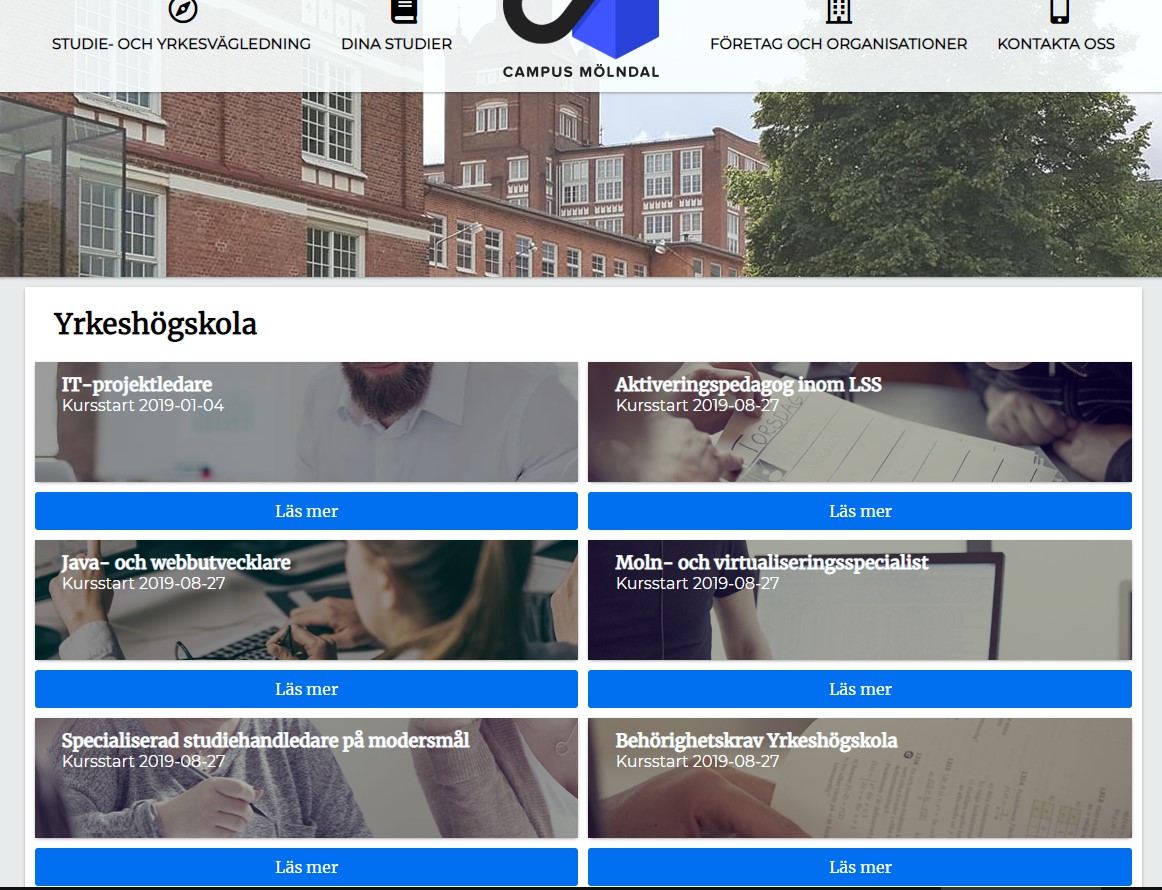 STUDIE- OCH YRKESVÄGLEDNING
DINA STUDIER
FÖRETAG OCH ORGANISATIONER
KONTAKTA OSS
CAMPUS MÖLNDAL
Yrkeshögskola
IT-projektledare
Kursstart 2019-01-04
Aktiveringspedagog inom LSS
Kursstart 2019-08-27
TORSDAG
Läs mer
Läs mer
Java- och webbutvecklare
Kursstart 2019-08-27
Moln- och virtualiseringsspecialist
Kursstart 2019-08-27
Läs mer
Läs mer
Specialiserad studiehandledare på modersmål
Kursstart 2019-08-27
Behörighetskrav Yrkeshögskola
Kursstart 2019-08-27
Läs mer
Läs mer